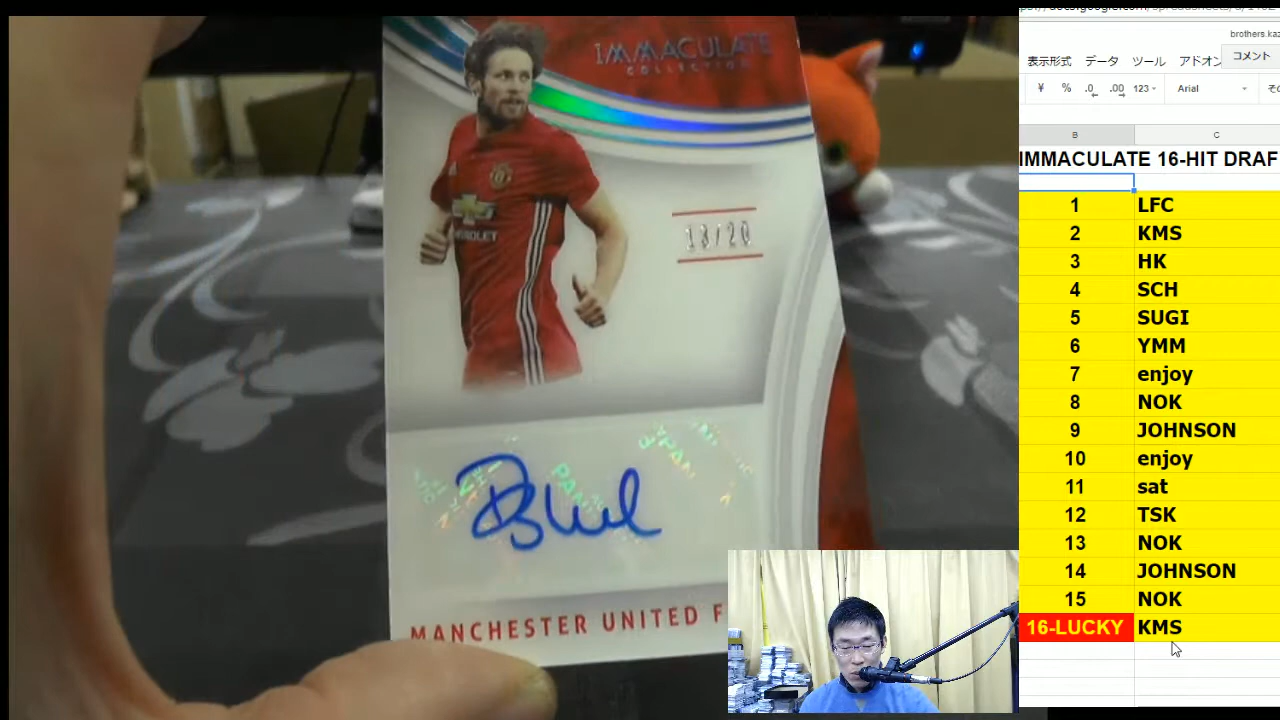 IMMACULATE
COLLECTION
CHEVROLET
13/20
MANCHESTER UNITED F
brothers.kaz
コメント
表示形式 データ ツール アドオン
¥ % .0 .00 123 Arial
B C
IMMACULATE 16-HIT DRAF
1 LFC
2 KMS
3 HK
4 SCH
5 SUGI
6 YMM
7 enjoy
8 NOK
9 JOHNSON
10 enjoy
11 sat
12 TSK
13 NOK
14 JOHNSON
15 NOK
16-LUCKY KMS